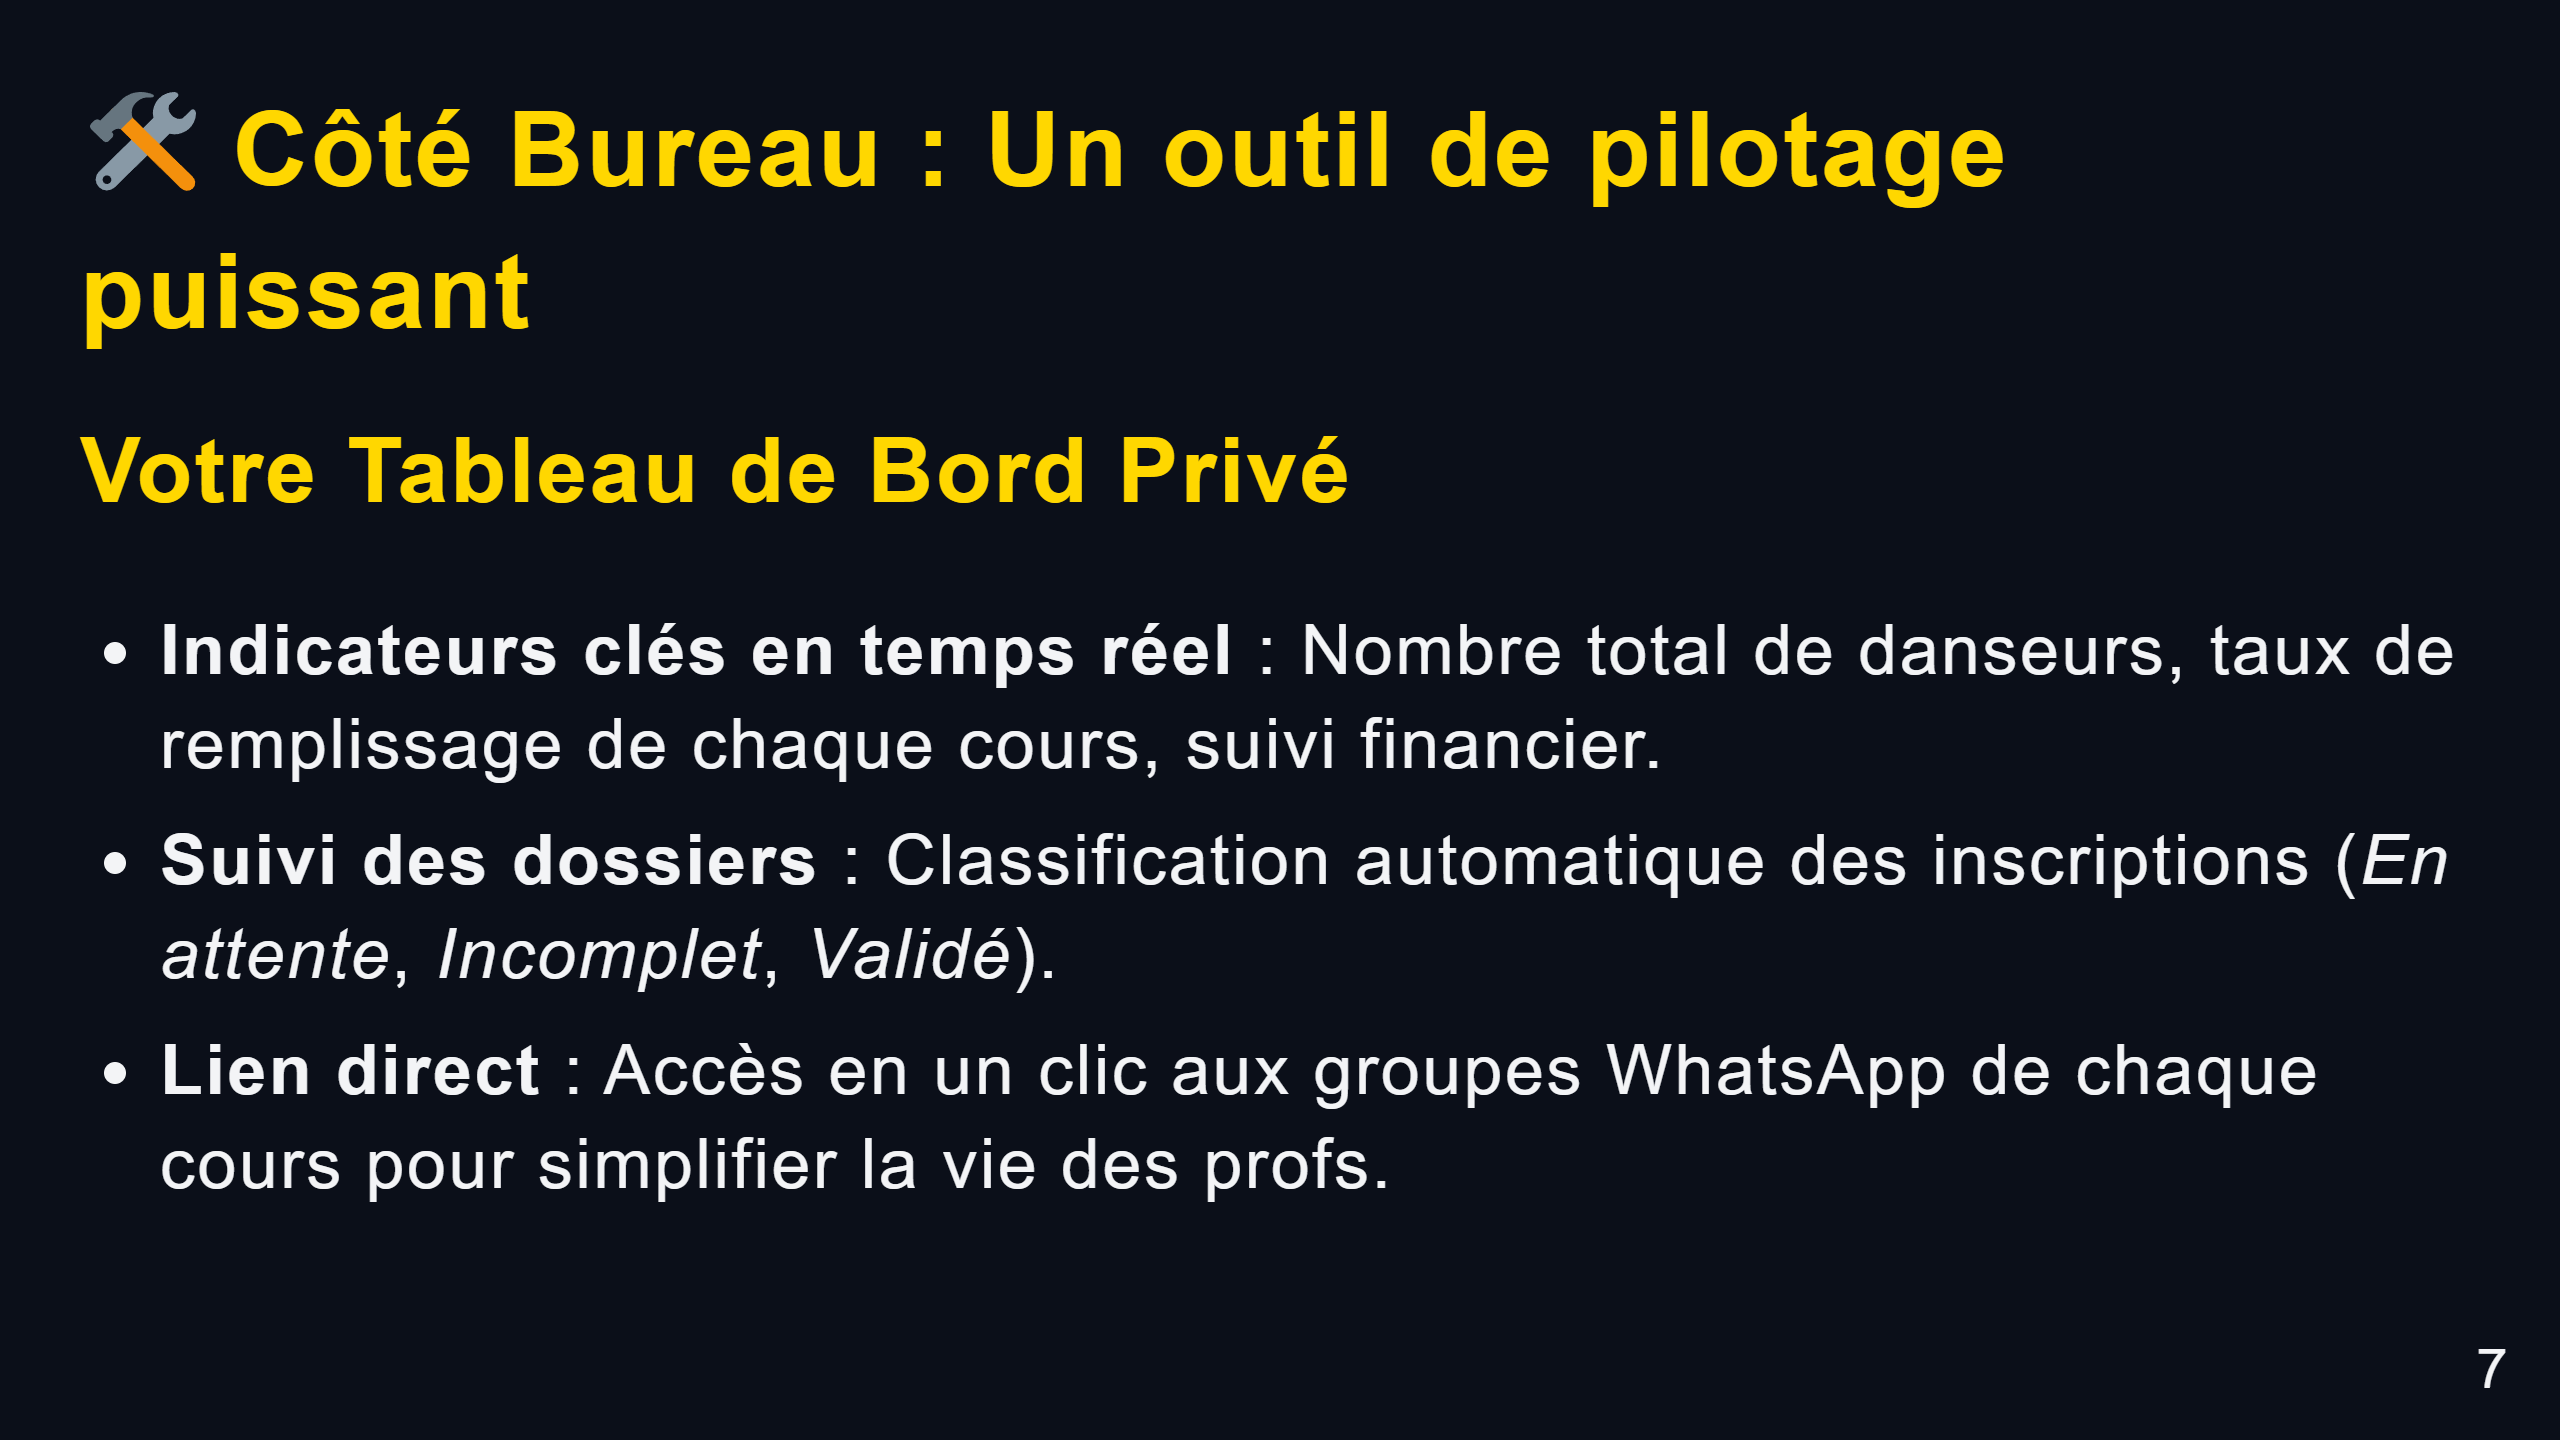 🛠️ Côté Bureau : Un outil de pilotage
puissant
Votre Tableau de Bord Privé
• Indicateurs clés en temps réel : Nombre total de danseurs, taux de
remplissage de chaque cours, suivi financier.
• Suivi des dossiers : Classification automatique des inscriptions (En
attente, Incomplet, Validé).
• Lien direct : Accès en un clic aux groupes WhatsApp de chaque
cours pour simplifier la vie des profs.
7